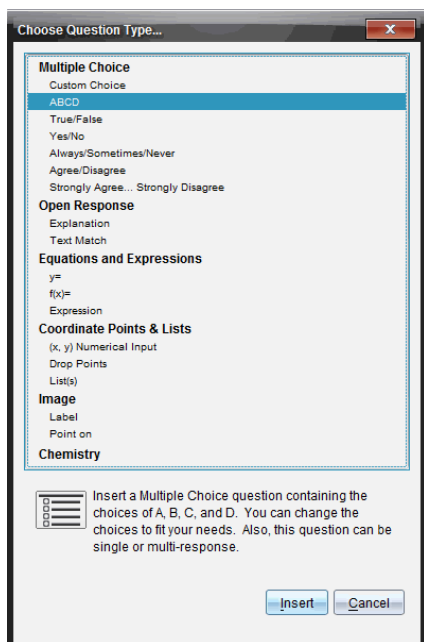 Choose Question Type...
Multiple Choice
Custom Choice
ABCD
True/False
Yes/No
Always/Sometimes/Never
Agree/Disagree
Strongly Agree... Strongly Disagree
Open Response
Explanation
Text Match
Equations and Expressions
y=
f(x)=
Expression
Coordinate Points & Lists
(x, y) Numerical Input
Drop Points
List(s)
Image
Label
Point on
Chemistry
Insert a Multiple Choice question containing the
choices of A, B, C, and D. You can change the
choices to fit your needs. Also, this question can be
single or multi-response.
Insert Cancel